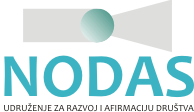 NODAS
UDRUŽENJE ZA RAZVOJ I AFIRMACIJU DRUŠTVA